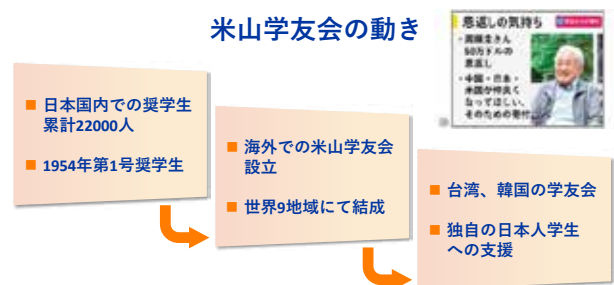 米山学友会の動き
恩返しの気持ち
50万ドルの
恩返し
・中国・日本・
米国が仲良く
なってほしい、
そのための寄付
■ 日本国内での奨学生
累計22000人
■ 1954年第1号奨学生
■ 海外での米山学友会
設立
■ 世界9地域にて結成
■ 台湾、韓国の学友会
■ 独自の日本人学生
への支援